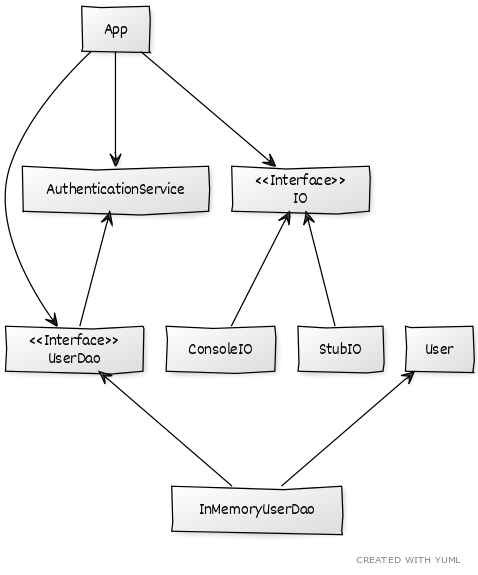 App
AuthenticationService
<<Interface>>
IO
<<Interface>>
UserDao
ConsoleIO
StubIO
User
InMemoryUserDao
CREATED WITH YUML